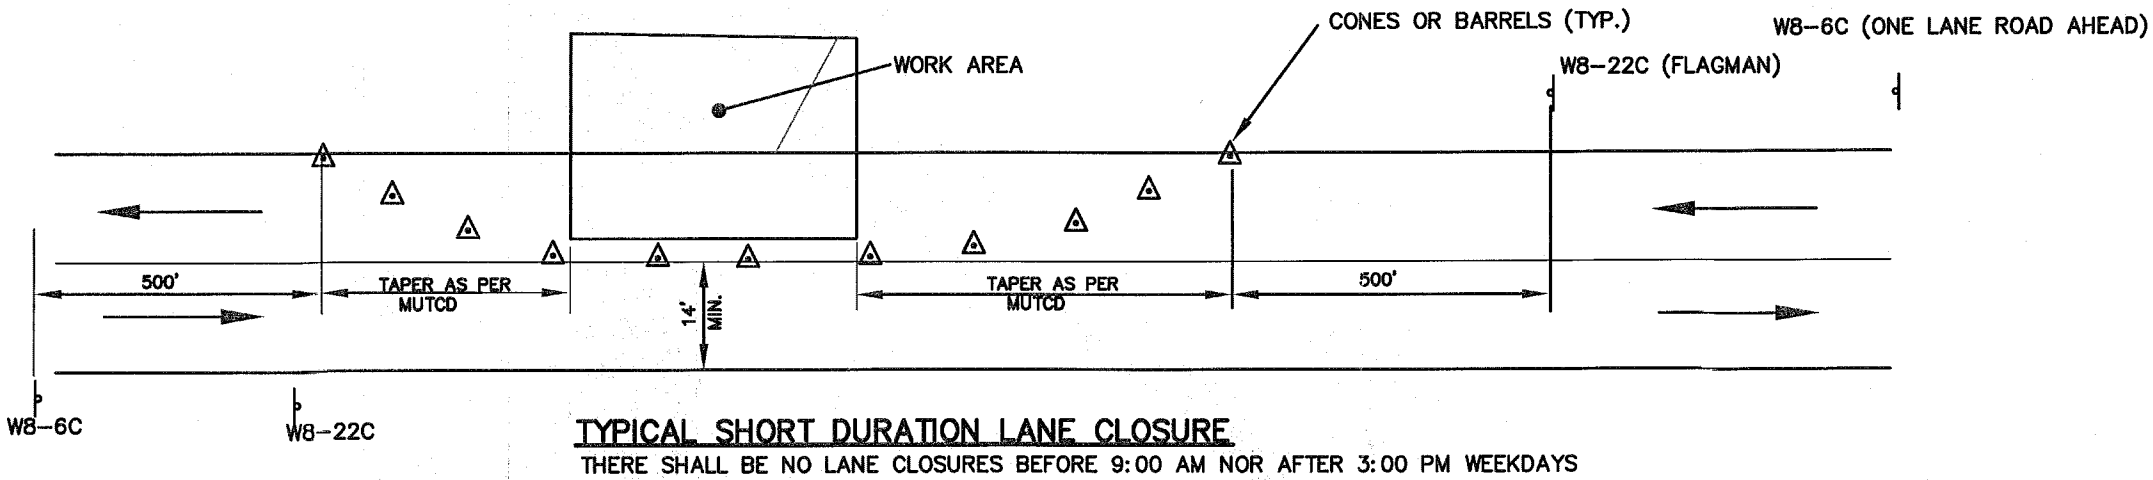 CONES OR BARRELS (TYP.)
W8-6C (ONE LANE ROAD AHEAD)
WORK AREA
W8-22C (FLAGMAN)
500'
TAPER AS PER
MUTCD
14'
MIN.
TAPER AS PER
MUTCD
500'
W8-6C
W8-22C
TYPICAL SHORT DURATION LANE CLOSURE
THERE SHALL BE NO LANE CLOSURES BEFORE 9:00 AM NOR AFTER 3:00 PM WEEKDAYS